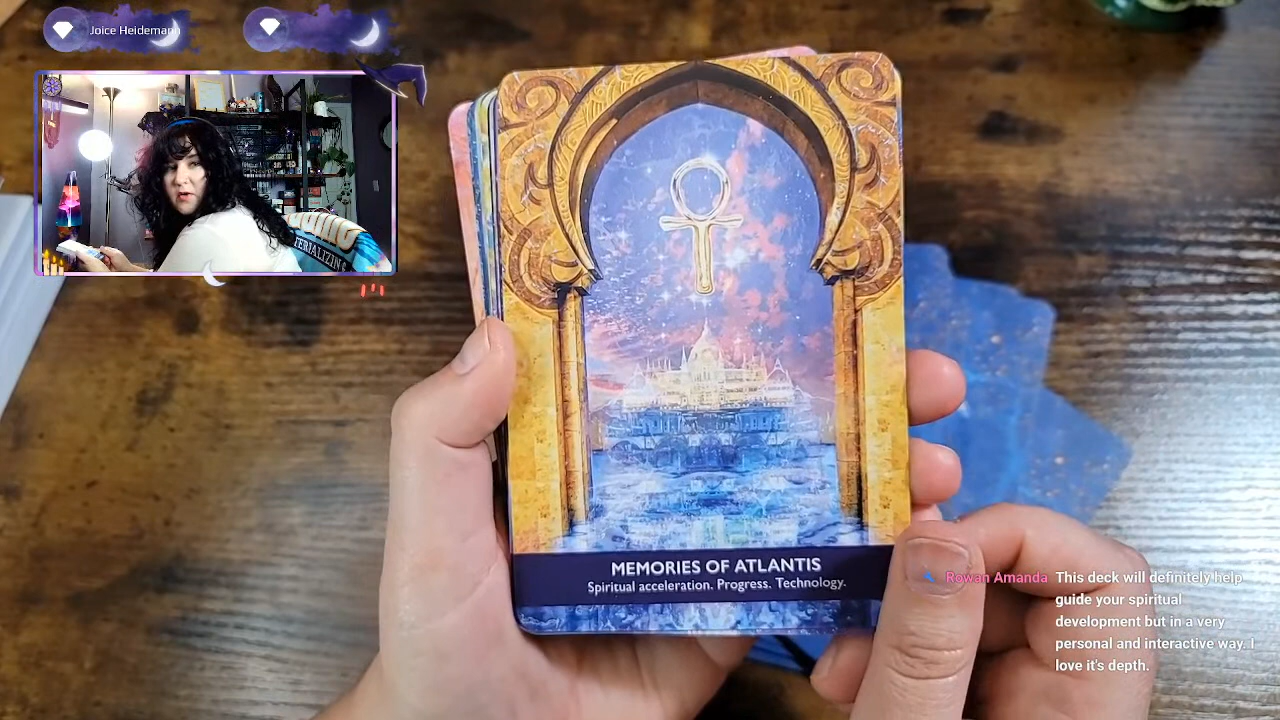 Joice Heidemann
MEMORIES OF ATLANTIS
Spiritual acceleration. Progress. Technology.
Rowan Amanda This deck will definitely help
guide your spiritual
development but in a very
personal and interactive way. I
love it's depth.